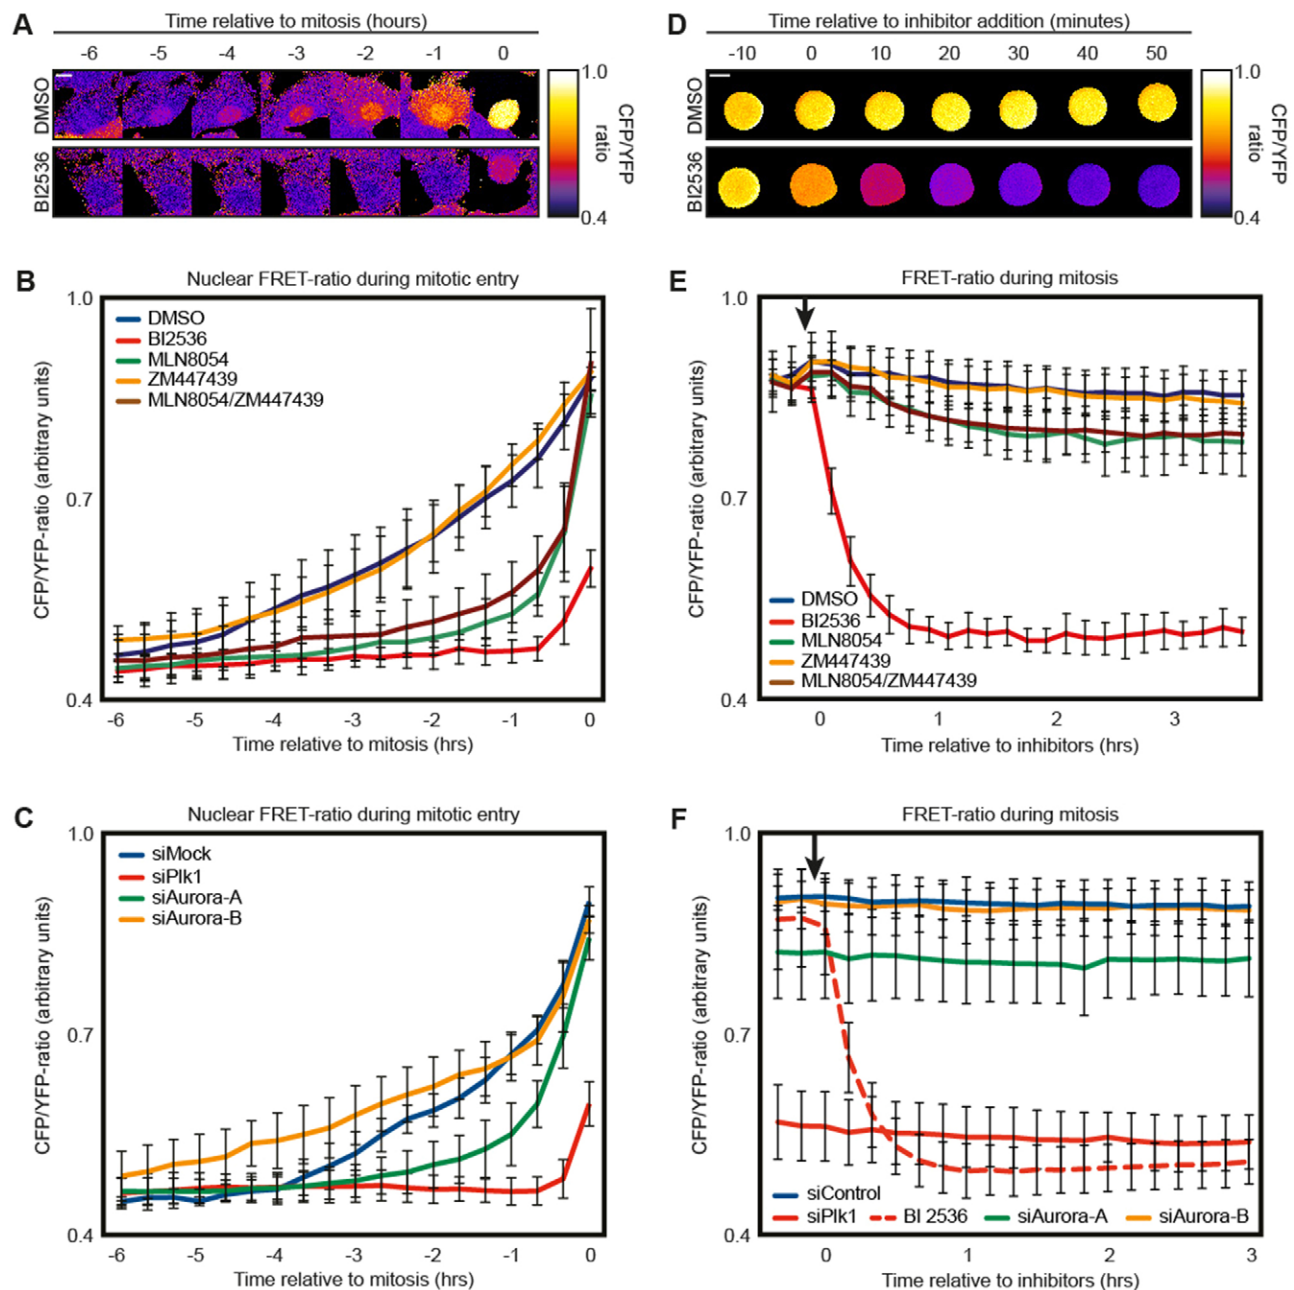 A
Time relative to mitosis (hours)
-6 -5 -4 -3 -2 -1 0
DMSO
BI2536
1.0
0.4
CFP/YFP
ratio
D
Time relative to inhibitor addition (minutes)
-10 0 10 20 30 40 50
DMSO
BI2536
1.0
0.4
CFP/YFP
ratio
B
Nuclear FRET-ratio during mitotic entry
CFP/YFP-ratio (arbitrary units)
1.0
0.7
0.4
DMSO
BI2536
MLN8054
ZM447439
MLN8054/ZM447439
-6 -5 -4 -3 -2 -1 0
Time relative to mitosis (hrs)
E
FRET-ratio during mitosis
CFP/YFP-ratio (arbitrary units)
1.0
0.7
0.4
DMSO
BI2536
MLN8054
ZM447439
MLN8054/ZM447439
0 1 2 3
Time relative to inhibitors (hrs)
C
Nuclear FRET-ratio during mitotic entry
CFP/YFP-ratio (arbitrary units)
1.0
0.7
0.4
siMock
siPlk1
siAurora-A
siAurora-B
-6 -5 -4 -3 -2 -1 0
Time relative to mitosis (hrs)
F
FRET-ratio during mitosis
CFP/YFP-ratio (arbitrary units)
1.0
0.7
0.4
siControl
siPlk1 BI 2536 siAurora-A siAurora-B
0 1 2 3
Time relative to inhibitors (hrs)